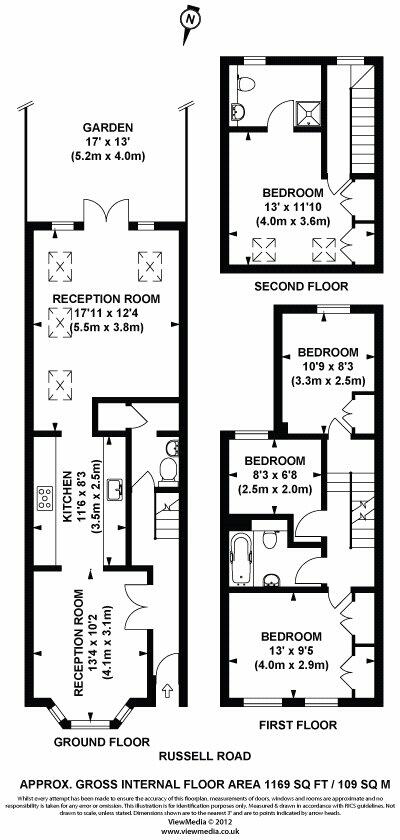 N
GARDEN
17' x 13'
(5.2m x 4.0m)
RECEPTION ROOM
17'11 x 12'4
(5.5m x 3.8m)
KITCHEN
11'6 x 8'3
(3.5m x 2.5m)
RECEPTION ROOM
13'4 x 10'2
(4.1m x 3.1m)
GROUND FLOOR
BEDROOM
13' x 11'10
(4.0m x 3.6m)
SECOND FLOOR
BEDROOM
10'9 x 8'3
(3.3m x 2.5m)
BEDROOM
8'3 x 6'8
(2.5m x 2.0m)
BEDROOM
13' x 9'5
(4.0m x 2.9m)
FIRST FLOOR
RUSSELL ROAD
APPROX. GROSS INTERNAL FLOOR AREA 1169 SQ FT / 109 SQ M
Whilst every attempt has been made to ensure the accuracy of this floorplan, measurements of doors, windows and rooms are approximate and no
responsibility is taken for any error or omission. This illustration is for identification purposes only. Measured & drawn in accordance with RICS guidelines. Not
drawn to scale, unless stated. Dimensions shown are to the nearest 3" and are to points indicated by arrow heads.
ViewMedia © 2012
www.viewmedia.co.uk